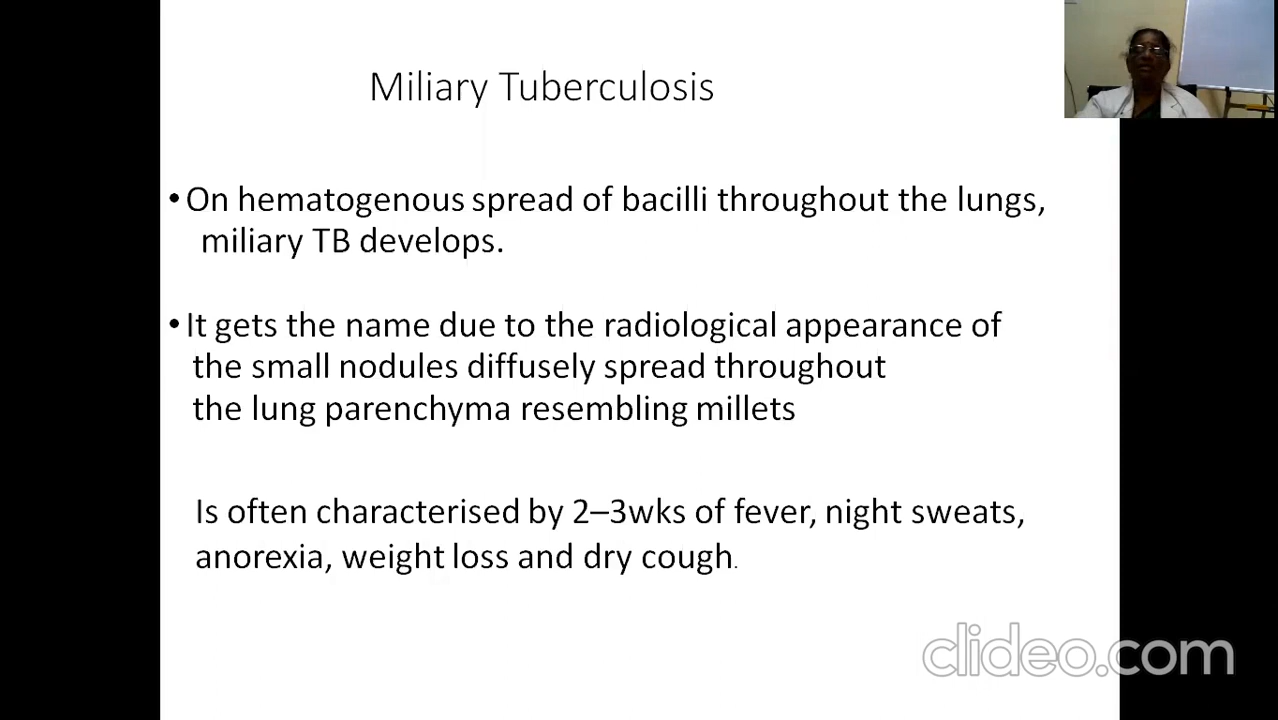 Miliary Tuberculosis
•On hematogenous spread of bacilli throughout the lungs,
miliary TB develops.
•It gets the name due to the radiological appearance of
the small nodules diffusely spread throughout
the lung parenchyma resembling millets
Is often characterised by 2–3wks of fever, night sweats,
anorexia, weight loss and dry cough.
clideo.com